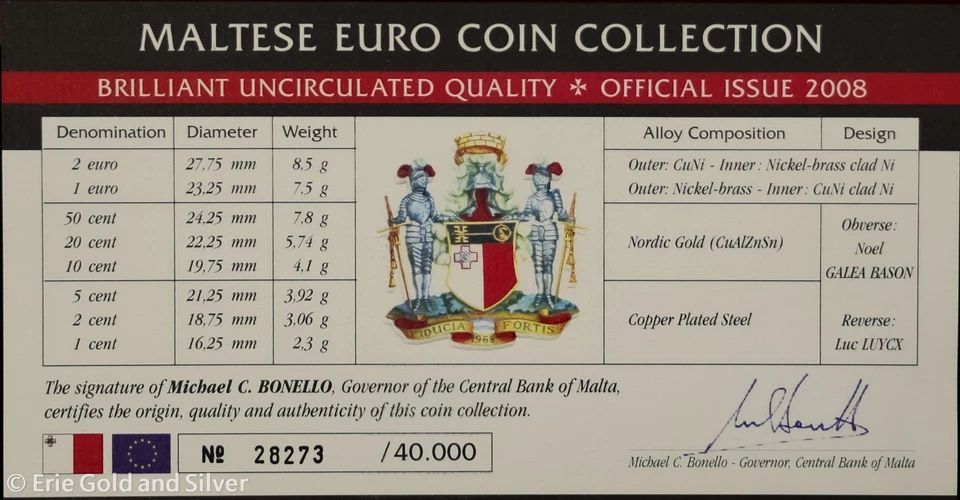 MALTESE EURO COIN COLLECTION
BRILLIANT UNCIRCULATED QUALITY ✠ OFFICIAL ISSUE 2008
Denomination Diameter Weight Alloy Composition Design
2 euro 27,75 mm 8,5 g Outer: CuNi - Inner: Nickel-brass clad Ni
1 euro 23,25 mm 7,5 g Outer: Nickel-brass - Inner: CuNi clad Ni
50 cent 24,25 mm 7,8 g
20 cent 22,25 mm 5,74 g
10 cent 19,75 mm 4,1 g
Nordic Gold (CuAlZnSn)
5 cent 21,25 mm 3,92 g
2 cent 18,75 mm 3,06 g
1 cent 16,25 mm 2,3 g
Copper Plated Steel
Obverse:
Noel
GALEA BASON
Reverse:
Luc LUYCX
FIDUCIA 1965 FORTIS
The signature of Michael C. BONELLO, Governor of the Central Bank of Malta,
certifies the origin, quality and authenticity of this coin collection.
Nº 28273 /40.000
Michael C. Bonello - Governor, Central Bank of Malta
© Erie Gold and Silver